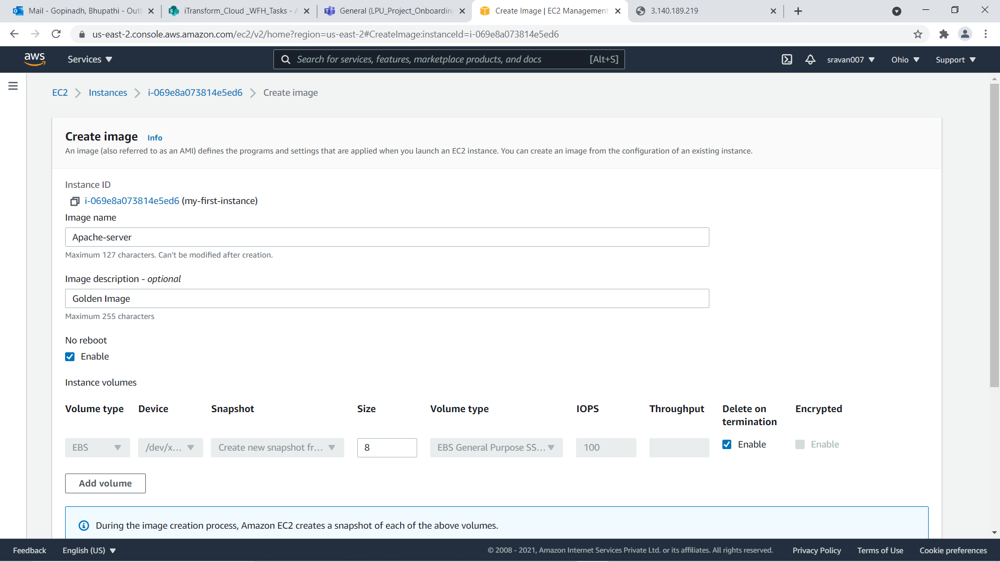 Mail - Gopinadh, Bhupathi - Outl
iTransform_Cloud _WFH_Tasks - A
General (LPU_Project_Onboarding
Create Image | EC2 Management
3.140.189.219
us-east-2.console.aws.amazon.com/ec2/v2/home?region=us-east-2#CreateImage:instanceId=i-069e8a073814e5ed6
aws
Services
Search for services, features, marketplace products, and docs
[Alt+S]
sravan007
Ohio
Support
EC2
Instances
i-069e8a073814e5ed6
Create image
Create image
Info
An image (also referred to as an AMI) defines the programs and settings that are applied when you launch an EC2 instance. You can create an image from the configuration of an existing instance.
Instance ID
i-069e8a073814e5ed6 (my-first-instance)
Image name
Apache-server
Maximum 127 characters. Can't be modified after creation.
Image description - optional
Golden Image
Maximum 255 characters
No reboot
Enable
Instance volumes
Volume type
Device
Snapshot
Size
Volume type
IOPS
Throughput
Delete on
termination
Encrypted
EBS
/dev/x...
Create new snapshot fr...
8
EBS General Purpose SS...
100
Enable
Enable
Add volume
During the image creation process, Amazon EC2 creates a snapshot of each of the above volumes.
Feedback
English (US)
© 2008 - 2021, Amazon Internet Services Private Ltd. or its affiliates. All rights reserved.
Privacy Policy
Terms of Use
Cookie preferences